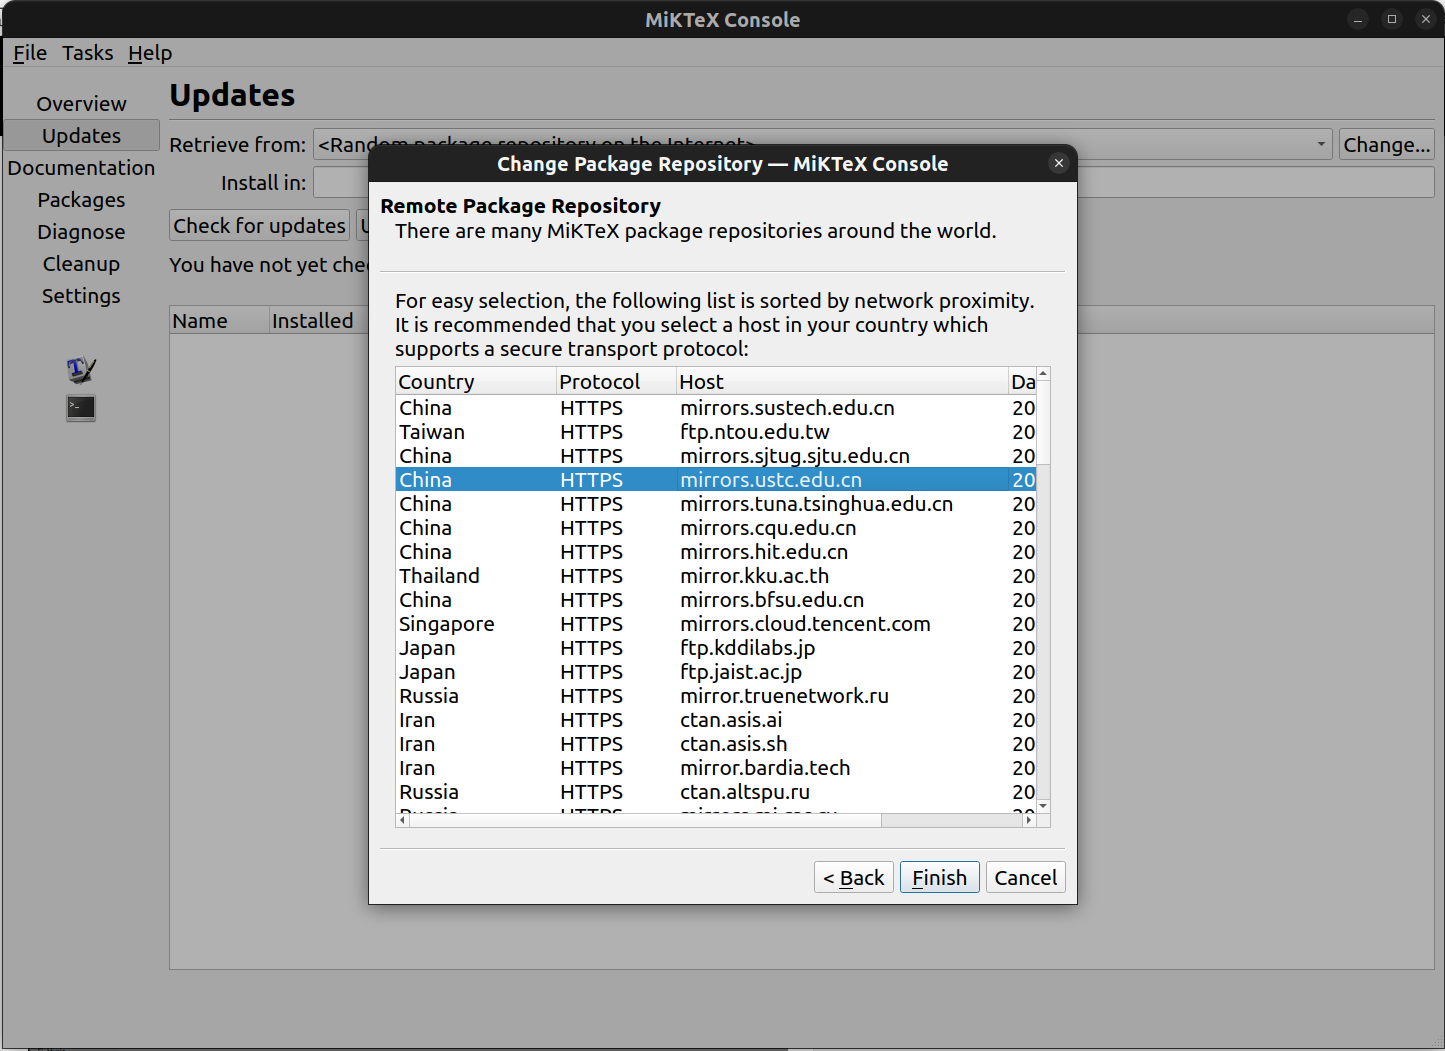 MiKTeX Console
File Tasks Help
Overview
Updates
Documentation
Packages
Diagnose
Cleanup
Settings
Updates
Retrieve from: <Random package repository on the Internet> Change...
Install in:
Check for updates
You have not yet
Name Installed
Change Package Repository — MiKTeX Console
Remote Package Repository
There are many MiKTeX package repositories around the world.
For easy selection, the following list is sorted by network proximity.
It is recommended that you select a host in your country which
supports a secure transport protocol:
Country Protocol Host Da
China HTTPS mirrors.sustech.edu.cn 20
Taiwan HTTPS ftp.ntou.edu.tw 20
China HTTPS mirrors.sjtug.sjtu.edu.cn 20
China HTTPS mirrors.ustc.edu.cn 20
China HTTPS mirrors.tuna.tsinghua.edu.cn 20
China HTTPS mirrors.cqu.edu.cn 20
China HTTPS mirrors.hit.edu.cn 20
Thailand HTTPS mirror.kku.ac.th 20
China HTTPS mirrors.bfsu.edu.cn 20
Singapore HTTPS mirrors.cloud.tencent.com 20
Japan HTTPS ftp.kddilabs.jp 20
Japan HTTPS ftp.jaist.ac.jp 20
Russia HTTPS mirror.truenetwork.ru 20
Iran HTTPS ctan.asis.ai 20
Iran HTTPS ctan.asis.sh 20
Iran HTTPS mirror.bardia.tech 20
Russia HTTPS ctan.altspu.ru 20
< Back Finish Cancel